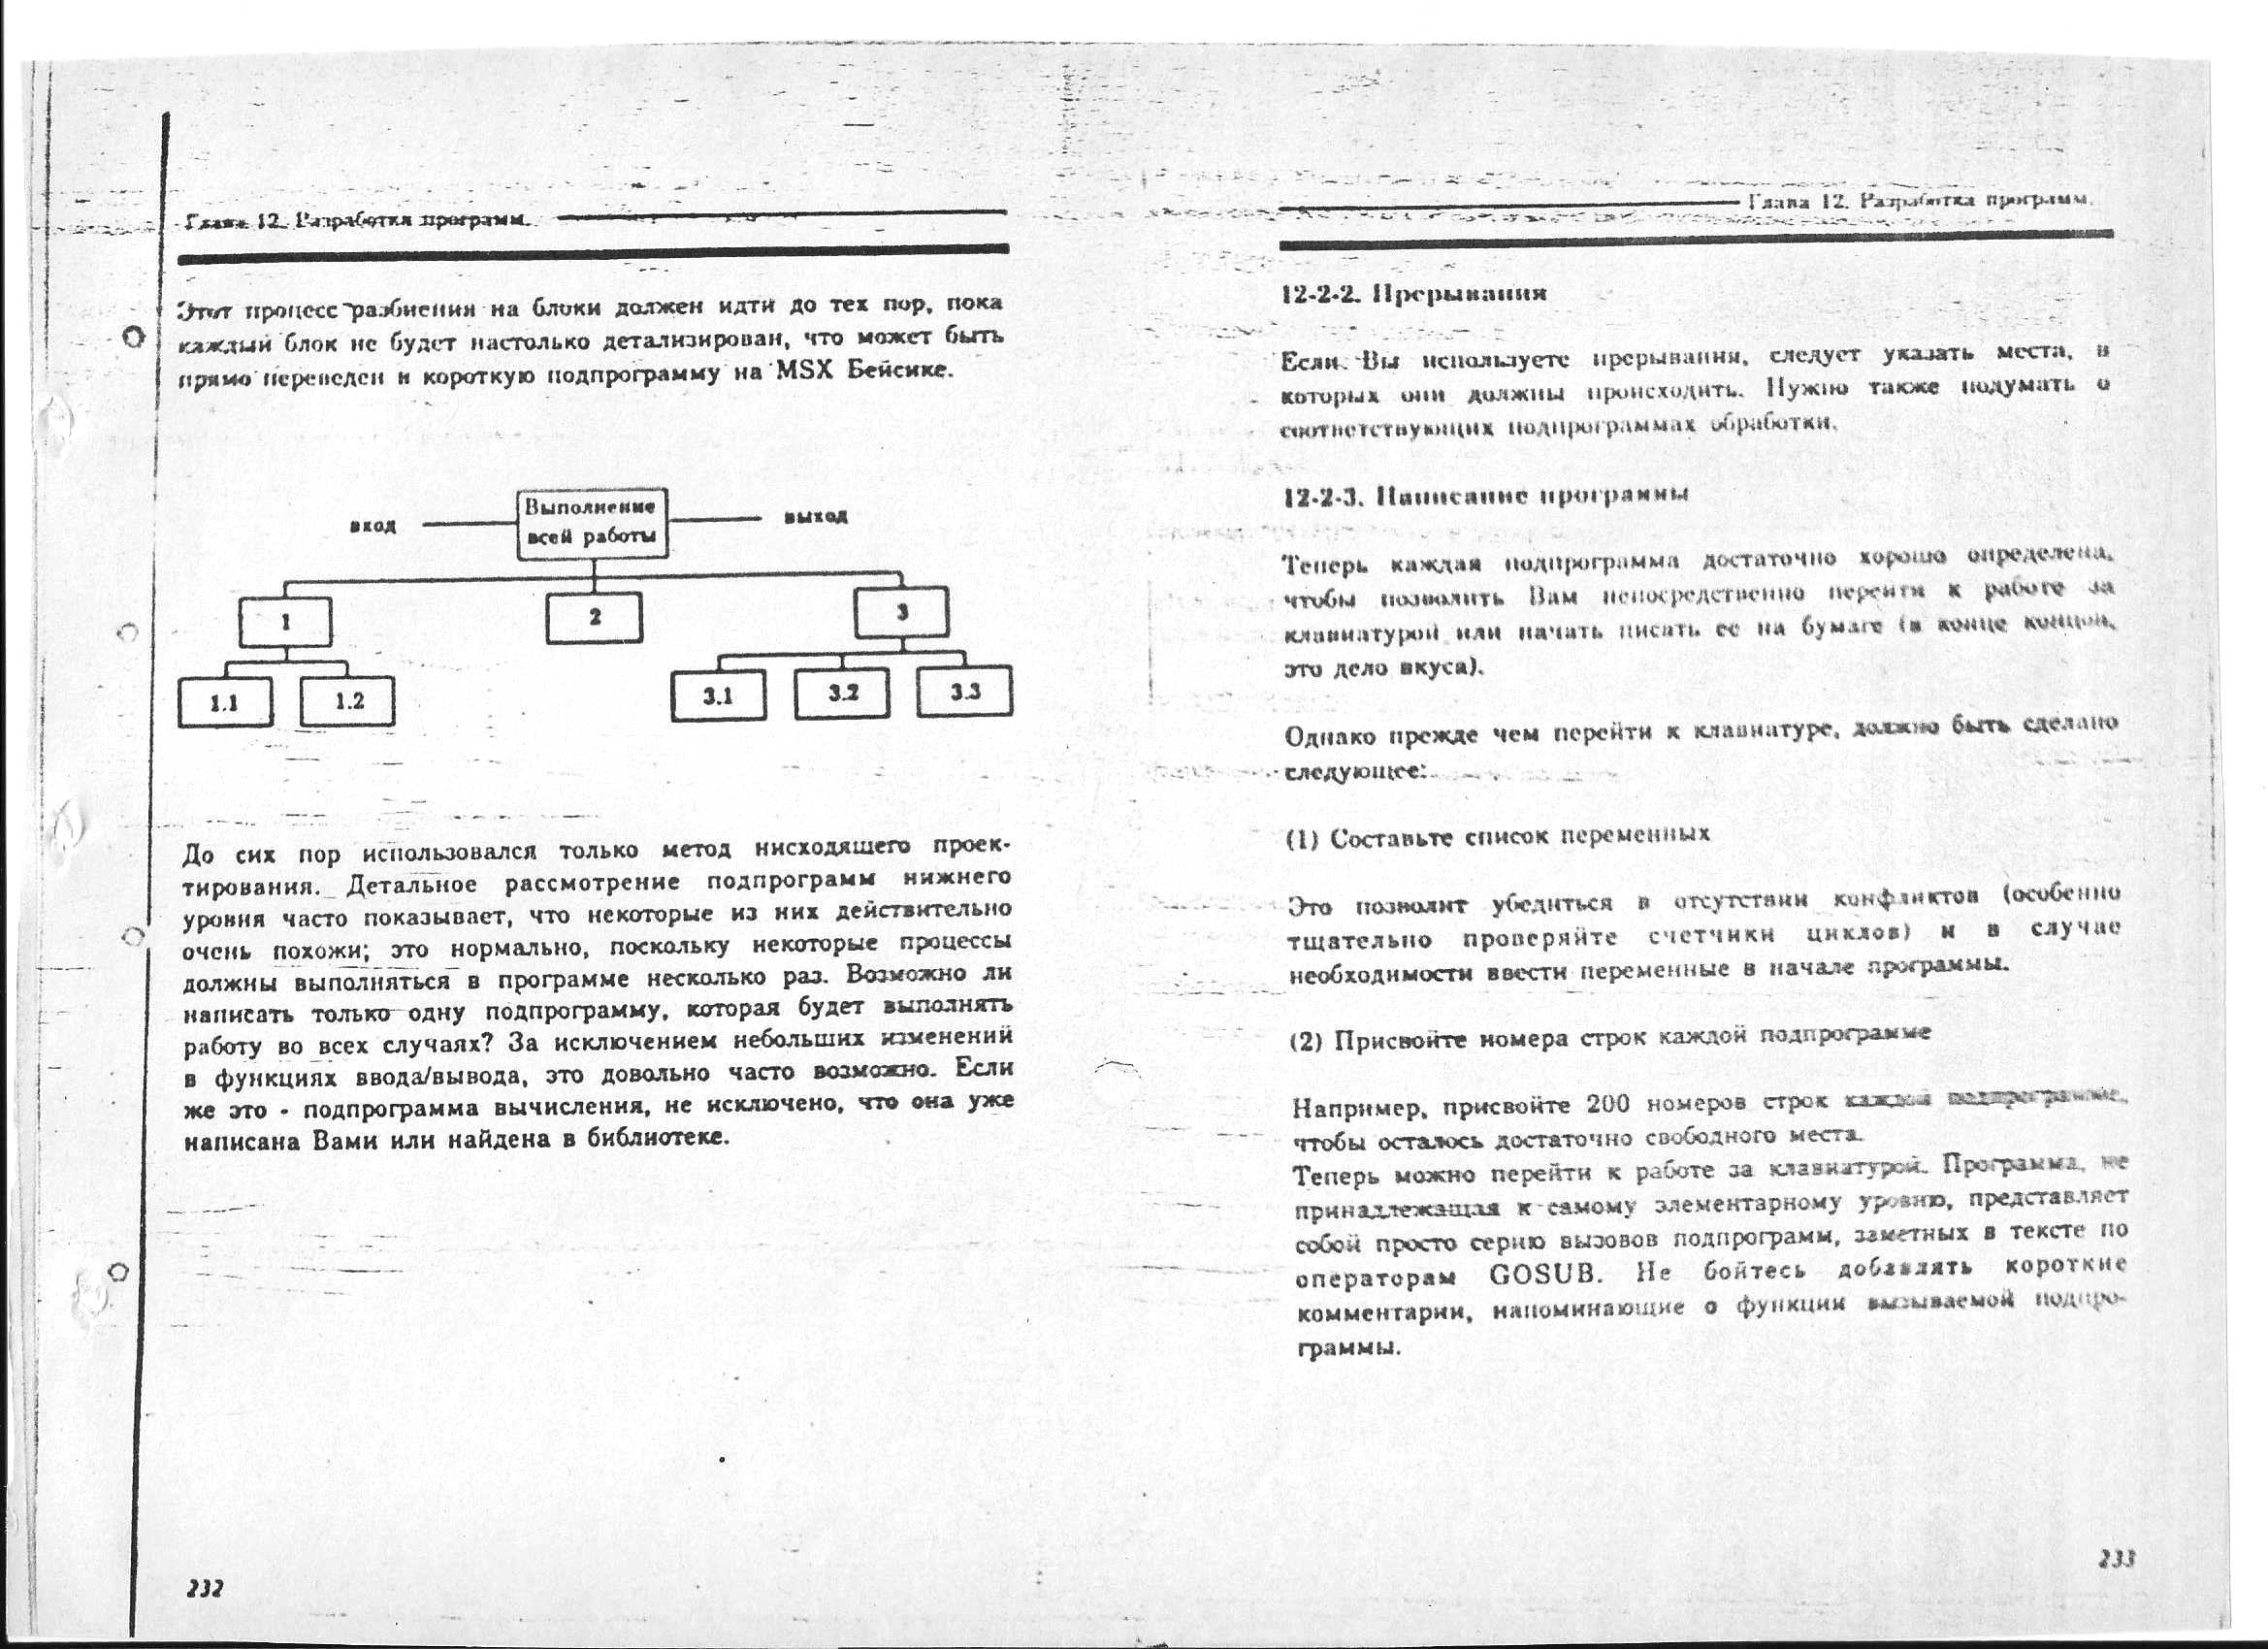 Глава 12. Разработка программ.
Этот процесс разбиения на блоки должен идти до тех пор, пока
каждый блок не будет настолько детализирован, что может быть
прямо переведен в короткую подпрограмму на MSX Бейсике.
вход
Выполнение
всей работы
выход
1
2
3
1.1
1.2
3.1
3.2
3.3
До сих пор использовался только метод нисходящего проек-
тирования. Детальное рассмотрение подпрограмм нижнего
уровня часто показывает, что некоторые из них действительно
очень похожи; это нормально, поскольку некоторые процессы
должны выполняться в программе несколько раз. Возможно ли
написать только одну подпрограмму, которая будет выполнять
работу во всех случаях? За исключением небольших изменений
в функциях ввода/вывода, это довольно часто возможно. Если
же это - подпрограмма вычисления, не исключено, что она уже
написана Вами или найдена в библиотеке.
232
Глава 12. Разработка программ.
12-2-2. Прерывания
Если Вы используете прерывания, следует указать места, в
которых они должны происходить. Нужно также подумать о
соответствующих подпрограммах обработки.
12-2-3. Написание программы
Теперь каждая подпрограмма достаточно хорошо определена,
чтобы позволить Вам непосредственно перейти к работе за
клавиатурой или начать писать ее на бумаге (в конце концов,
это дело вкуса).
Однако прежде чем перейти к клавиатуре, должно быть сделано
следующее:
(1) Составьте список переменных
Это позволит убедиться в отсутствии конфликтов (особенно
тщательно проверяйте счетчики циклов) и в случае
необходимости ввести переменные в начале программы.
(2) Присвойте номера строк каждой подпрограмме
Например, присвойте 200 номеров строк каждой подпрограмме,
чтобы осталось достаточно свободного места.
Теперь можно перейти к работе за клавиатурой. Программа, не
принадлежащая к самому элементарному уровню, представляет
собой просто серию вызовов подпрограмм, заметных в тексте по
операторам GOSUB. Не бойтесь добавлять короткие
комментарии, напоминающие о функции вызываемой подпро-
граммы.
233